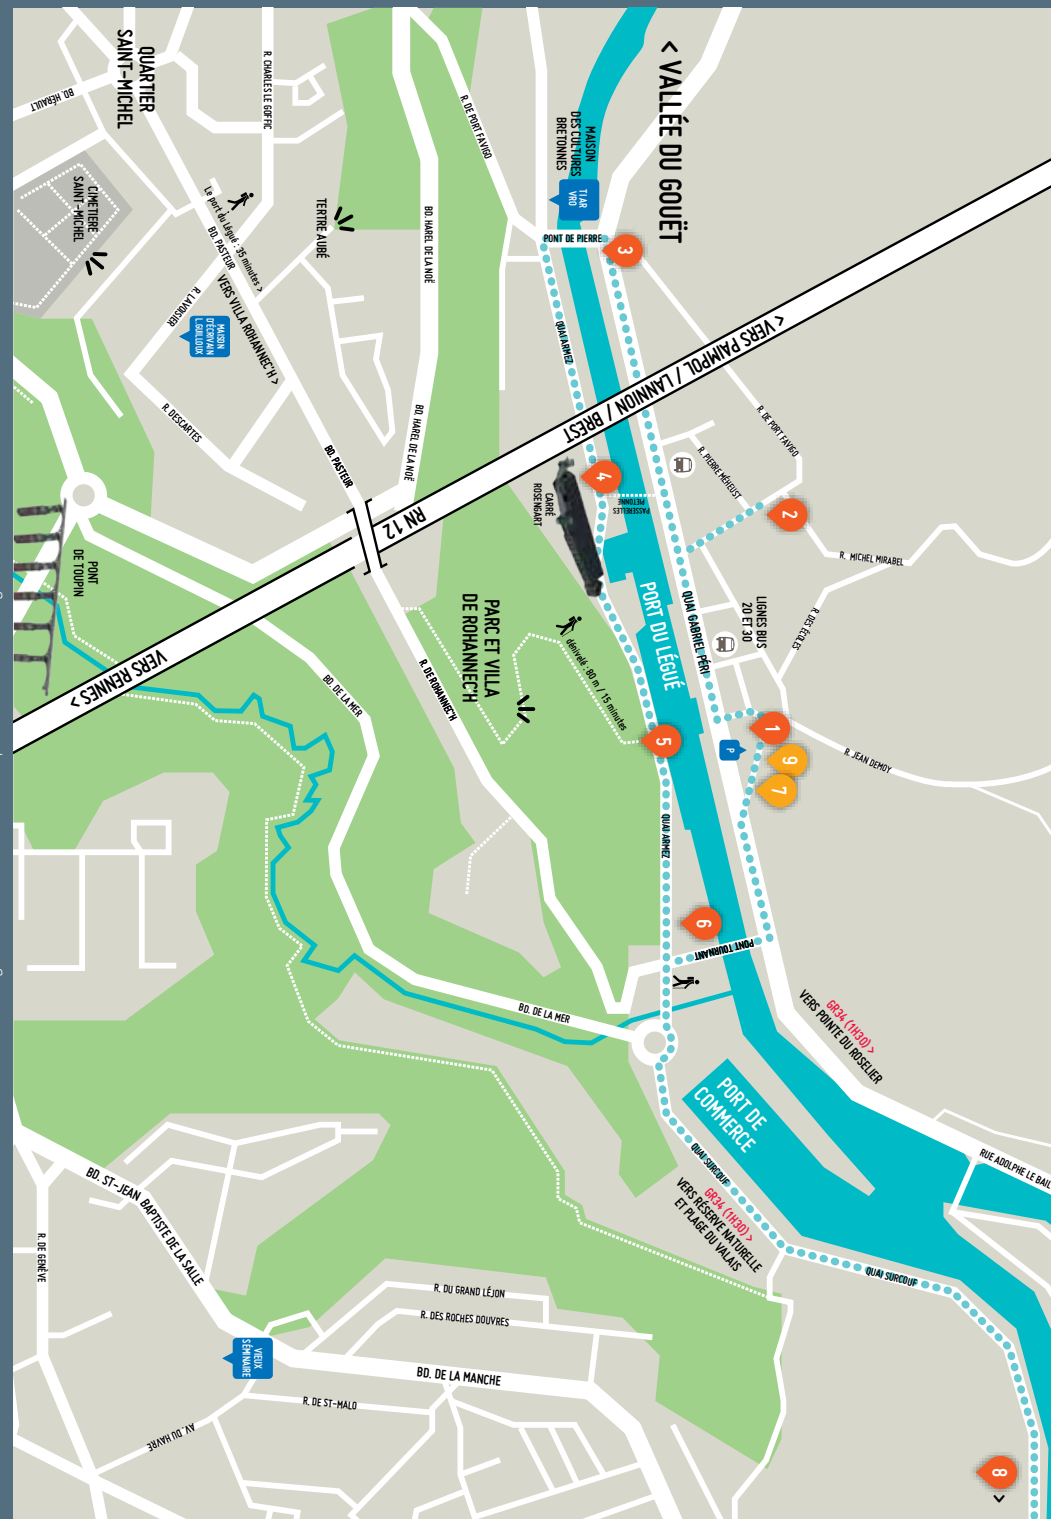 < VALLÉE DU GOUËT
QUARTIER
SAINT-MICHEL
BD. HÉRAULT
R. CHARLES LE GOFFIC
CIMETIERE
SAINT-MICHEL
Le port du Légué : 35 minutes >
BD. PASTEUR
VERS VILLA ROHANNEC'H >
R. LAVOISIER
MAISON
D'ÉCRIVAIN
L. GUILLOUX
R. DESCARTES
TERTRE AUBÉ
BD. HAREL DE LA NOË
BD. HAREL DE LA NOË
BD. PASTEUR
R. DE PORT FAVIGO
MAISON
DES CULTURES
BRETONNES
TI AR
VRO
PONT DE PIERRE
3
QUAI ARMEZ
< VERS PAIMPOL / LANNION / BREST
RN 12
VERS RENNES >
R. DE PORT FAVIGO
R. PIERRE MÉHEUST
2
R. MICHEL MIRABEL
R. DES ÉCOLES
LIGNES BUS
20 ET 30
4
CARRÉ
ROSENGART
PASSERELLES
PIÉTONNE
PORT DU LÉGUÉ
QUAI GABRIEL PÉRI
PONT
DE TOUPIN
PARC ET VILLA
DE ROHANNEC'H
R. DE ROHANNEC'H
dénivelé : 80 m / 15 minutes
5
BD. DE LA MER
P
1
9
7
R. JEAN DEMOY
QUAI ARMEZ
6
PONT TOURNANT
BD. DE LA MER
GR34 (1H30) >
VERS POINTE DU ROSELIER
PORT DE
COMMERCE
RUE ADOLPHE LE BAIL
QUAI SURCOUF
GR34 (1H30) >
VERS RÉSERVE NATURELLE
ET PLAGE DU VALAIS
QUAI SURCOUF
BD. ST-JEAN BAPTISTE DE LA SALLE
R. DE GENÈVE
R. DU GRAND LÉJON
R. DES ROCHES DOUVRES
VIEUX
SÉMINAIRE
BD. DE LA MANCHE
R. DE ST-MALO
AV. DU HAVRE
8 >